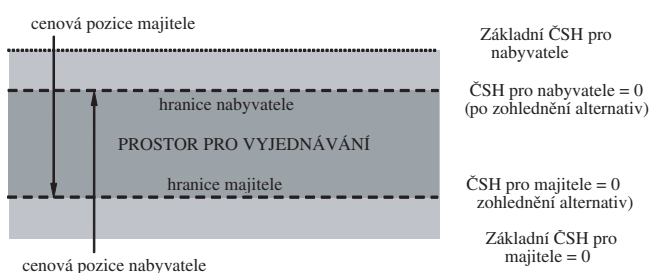 cenová pozice majitele
Základní ČSH pro
nabyvatele
ČSH pro nabyvatele = 0
(po zohlednění alternativ)
hranice nabyvatele
PROSTOR PRO VYJEDNÁVÁNÍ
hranice majitele
ČSH pro majitele = 0
zohlednění alternativ)
Základní ČSH pro
majitele = 0
cenová pozice nabyvatele